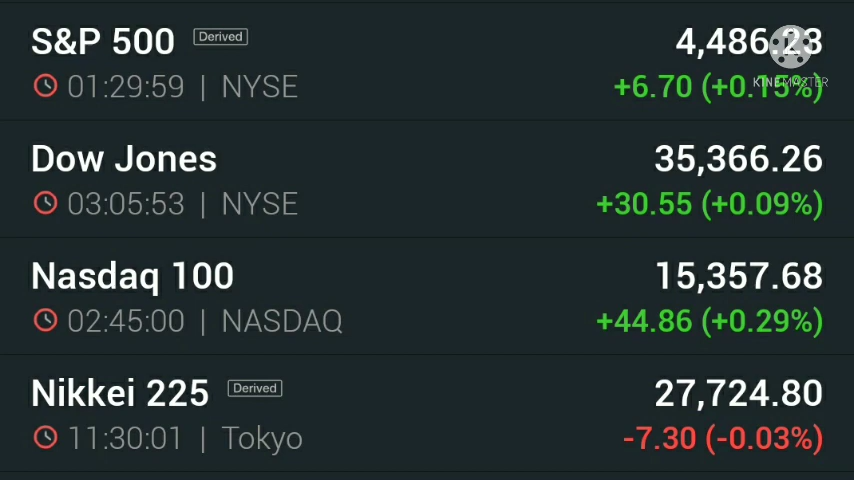 S&P 500 Derived 4,486.23
01:29:59 | NYSE +6.70 (+0.15%)
KINEMASTER
Dow Jones 35,366.26
03:05:53 | NYSE +30.55 (+0.09%)
Nasdaq 100 15,357.68
02:45:00 | NASDAQ +44.86 (+0.29%)
Nikkei 225 Derived 27,724.80
11:30:01 | Tokyo -7.30 (-0.03%)